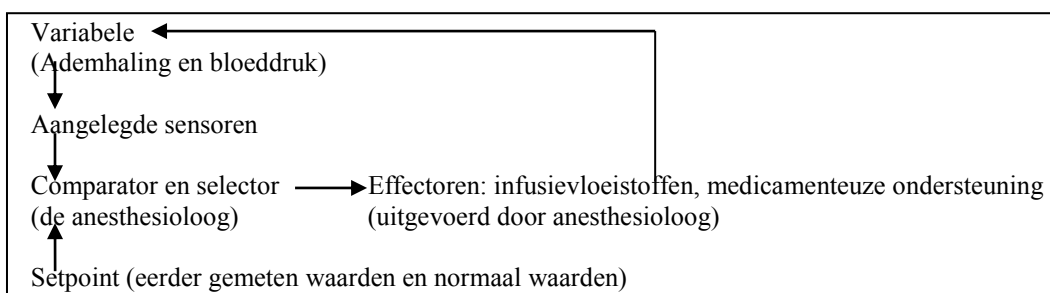 Variabele
(Ademhaling en bloeddruk)
Aangelegde sensoren
Comparator en selector Effectoren: infusievloeistoffen, medicamenteuze ondersteuning
(de anesthesioloog) (uitgevoerd door anesthesioloog)
Setpoint (eerder gemeten waarden en normaal waarden)